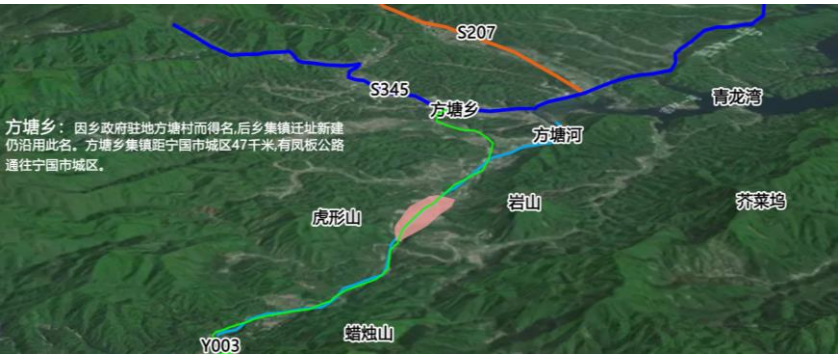 S207
S345
方塘乡
青龙湾
方塘乡：因乡政府驻地方塘村而得名,后乡集镇迁址新建
仍沿用此名。方塘乡集镇距宁国市城区47千米,有凤板公路
通往宁国市城区。
方塘河
虎形山
岩山
芥菜坞
蜡烛山
Y003